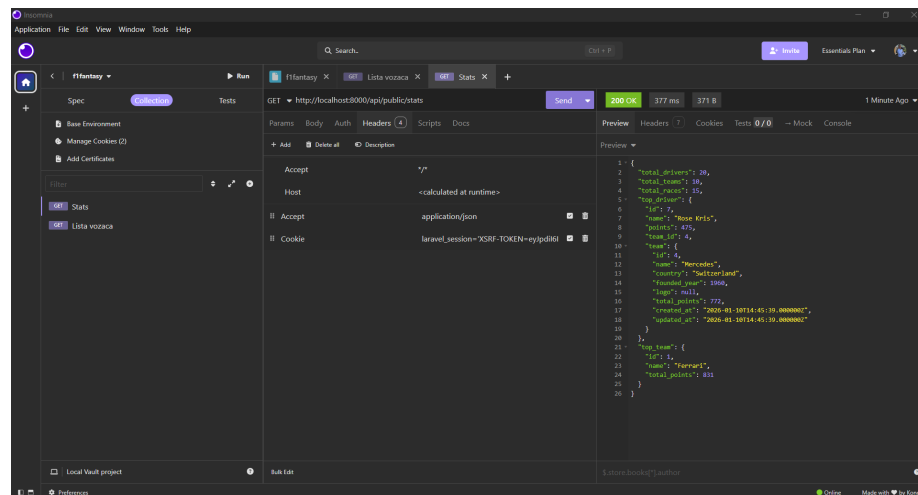 Insomnia
Application File Edit View Window Tools Help
Search.. Ctrl + P Invite Essentials Plan
f1fantasy Run
f1fantasy GET Lista vozaca GET Stats
Spec Collection Tests
GET http://localhost:8000/api/public/stats Send
200 OK 377 ms 371 B 1 Minute Ago
Base Environment
Manage Cookies (2)
Add Certificates
Filter
GET Stats
GET Lista vozaca
Params Body Auth Headers 4 Scripts Docs
+ Add Delete all Description
Accept */*
Host <calculated at runtime>
Accept application/json
Cookie laravel_session='XSRF-TOKEN=eyJpdiI6I
Bulk Edit
Preview Headers 7 Cookies Tests 0 / 0 → Mock Console
Preview
1 {
2 "total_drivers": 20,
3 "total_teams": 10,
4 "total_races": 15,
5 "top_driver": {
6 "id": 7,
7 "name": "Rose Kris",
8 "points": 475,
9 "team_id": 4,
10 "team": {
11 "id": 4,
12 "name": "Mercedes",
13 "country": "Switzerland",
14 "founded_year": 1960,
15 "logo": null,
16 "total_points": 772,
17 "created_at": "2026-01-10T14:45:39.000000Z",
18 "updated_at": "2026-01-10T14:45:39.000000Z"
19 }
20 },
21 "top_team": {
22 "id": 1,
23 "name": "Ferrari",
24 "total_points": 831
25 }
26 }
$.store.books[*].author
Local Vault project
Preferences
Online Made with by Kon